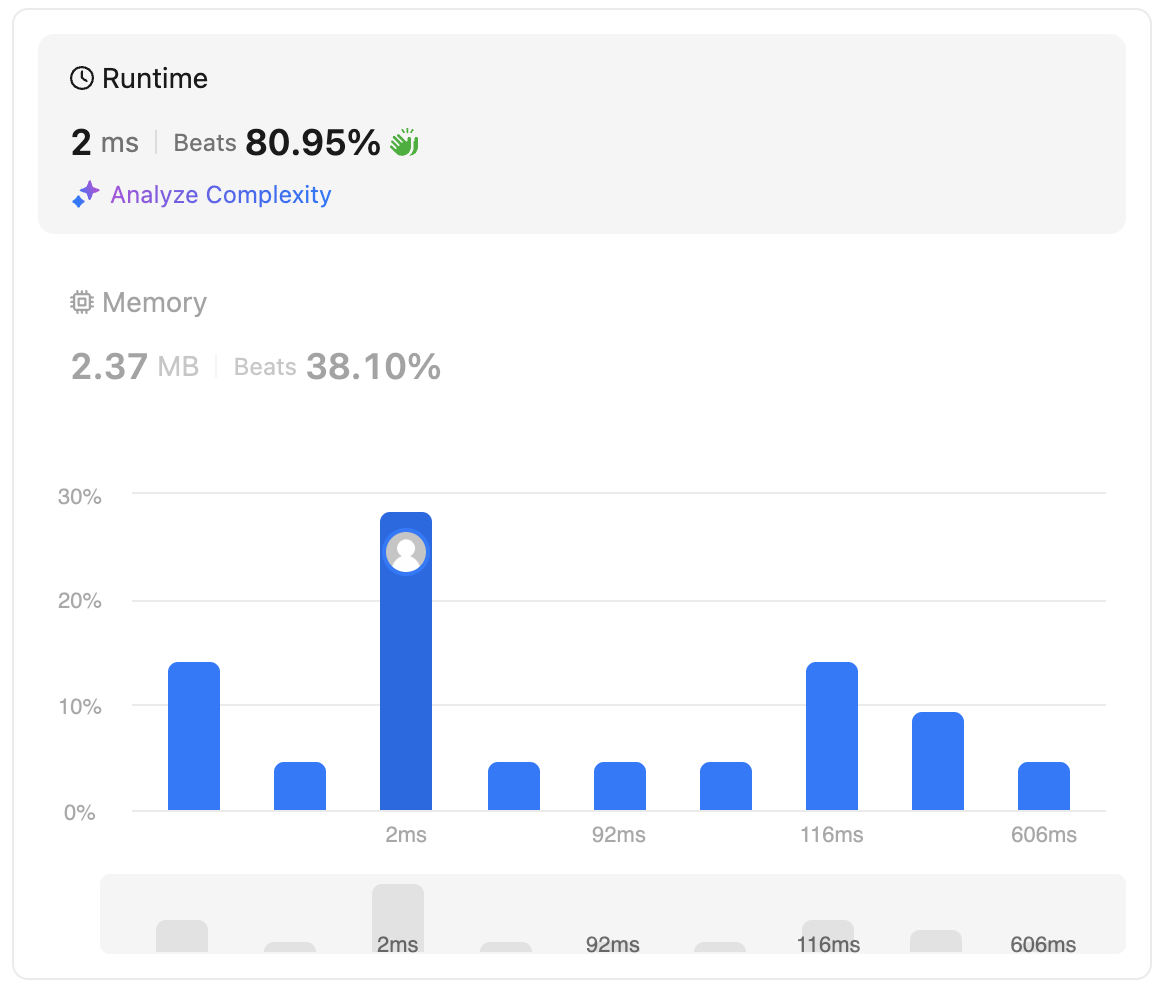 Runtime
2 ms | Beats 80.95%
Analyze Complexity
Memory
2.37 MB | Beats 38.10%
30%
20%
10%
0%
2ms 92ms 116ms 606ms
2ms 92ms 116ms 606ms